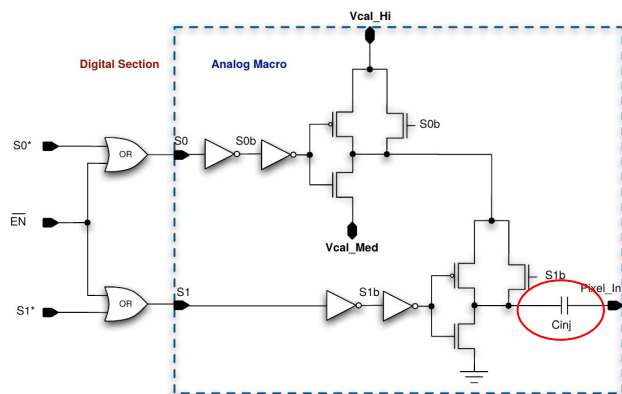 Vcal_Hi
Digital Section
Analog Macro
S0*
OR
S0
S0b
S0b
EN
Vcal_Med
S1*
OR
S1
S1b
S1b
Pixel_In
Cinj